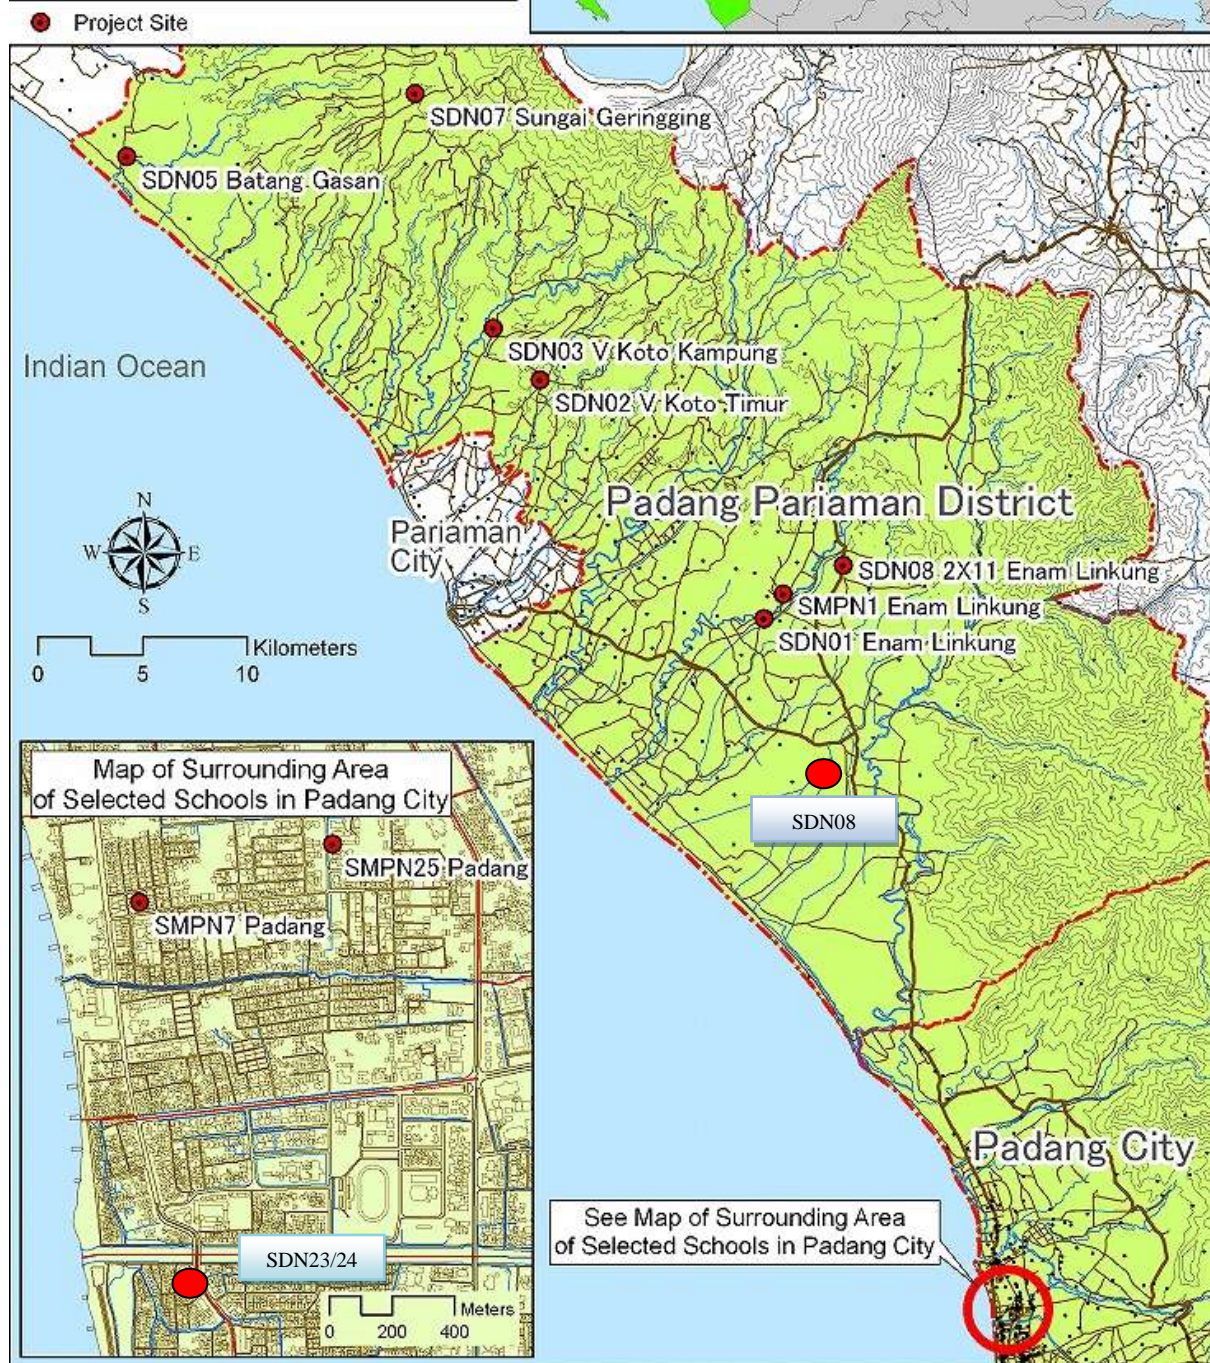 Project Site
SDN07 Sungai Geringging
SDN05 Batang Gasan
SDN03 V Koto Kampung
Indian Ocean
SDN02 V Koto Timur
Padang Pariaman District
N
W E
S
Pariaman
City
SDN08 2X11 Enam Linkung
SMPN1 Enam Linkung
SDN01 Enam Linkung
Kilometers
0 5 10
Map of Surrounding Area
of Selected Schools in Padang City
SDN08
SMPN25 Padang
SMPN7 Padang
Padang City
See Map of Surrounding Area
of Selected Schools in Padang City
SDN23/24
Meters
0 200 400